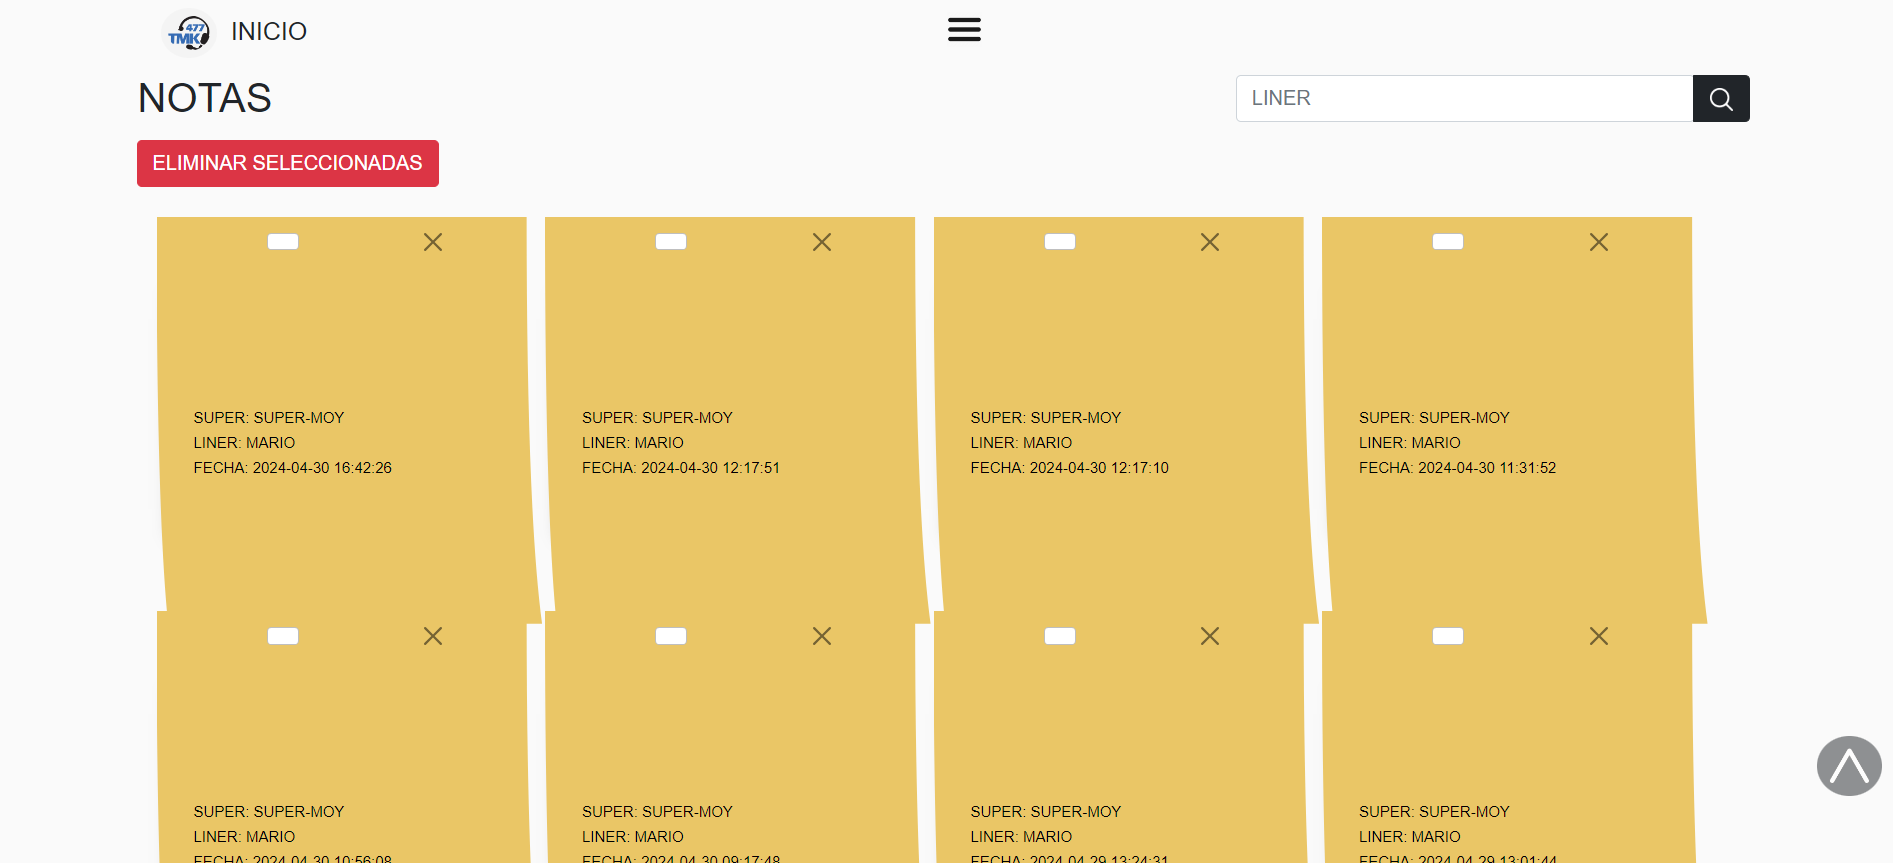 477
TMK
INICIO
NOTAS
LINER
ELIMINAR SELECCIONADAS
SUPER: SUPER-MOY
LINER: MARIO
FECHA: 2024-04-30 16:42:26
SUPER: SUPER-MOY
LINER: MARIO
FECHA: 2024-04-30 12:17:51
SUPER: SUPER-MOY
LINER: MARIO
FECHA: 2024-04-30 12:17:10
SUPER: SUPER-MOY
LINER: MARIO
FECHA: 2024-04-30 11:31:52
SUPER: SUPER-MOY
LINER: MARIO
FECHA: 2024-04-30 10:56:08
SUPER: SUPER-MOY
LINER: MARIO
FECHA: 2024-04-30 09:17:48
SUPER: SUPER-MOY
LINER: MARIO
FECHA: 2024-04-29 13:24:31
SUPER: SUPER-MOY
LINER: MARIO
FECHA: 2024-04-29 13:01:44